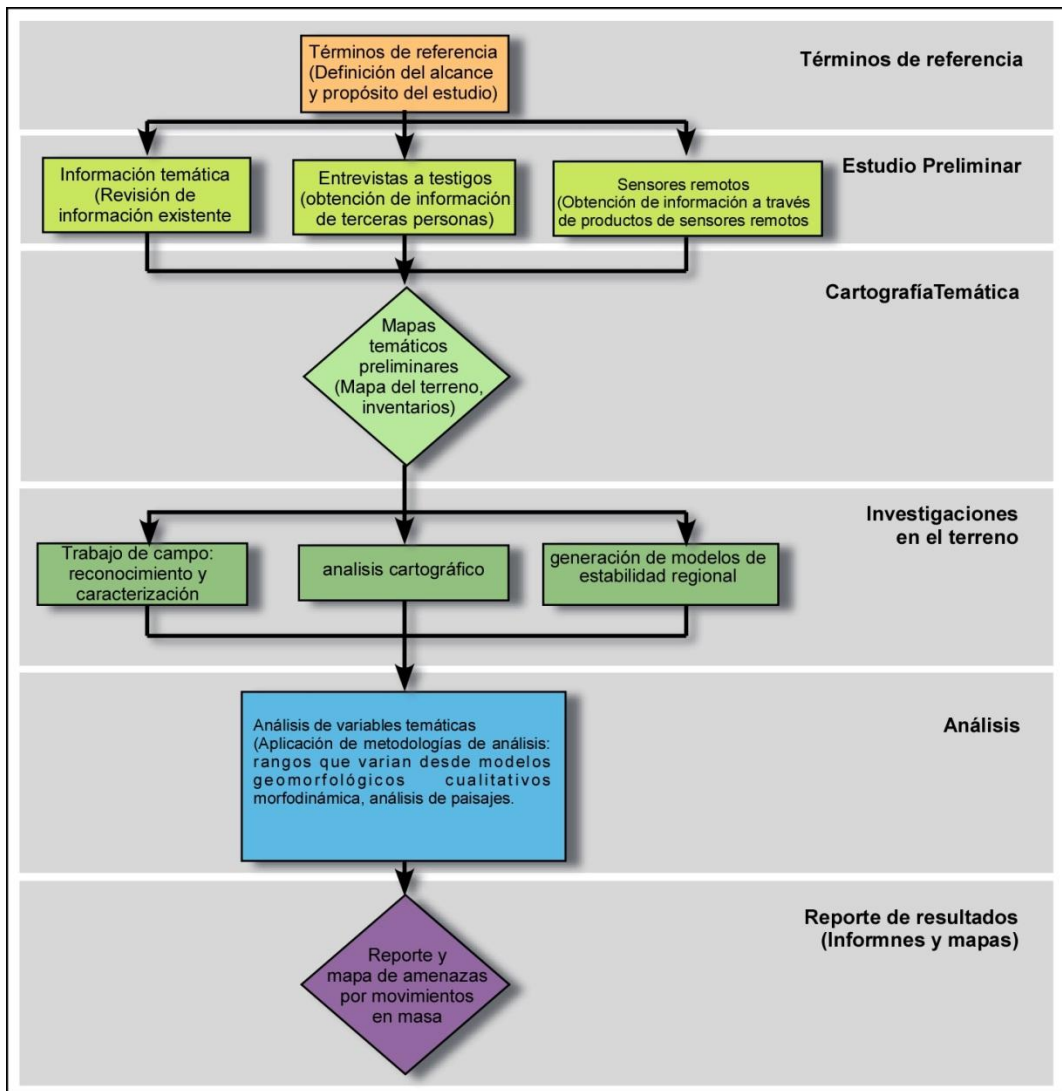 Términos de referencia
(Definición del alcance
y propósito del estudio)
Términos de referencia
Estudio Preliminar
Información temática
(Revisión de
información existente
Entrevistas a testigos
(obtención de información
de terceras personas)
Sensores remotos
(Obtención de información a través
de productos de sensores remotos
CartografíaTemática
Mapas
temáticos
preliminares
(Mapa del terreno,
inventarios)
Investigaciones
en el terreno
Trabajo de campo:
reconocimiento y
caracterización
analisis cartográfico
generación de modelos de
estabilidad regional
Análisis
Análisis de variables temáticas
(Aplicación de metodologías de análisis:
rangos que varian desde modelos
geomorfológicos cualitativos
morfodinámica, análisis de paisajes.
Reporte de resultados
(Informnes y mapas)
Reporte y
mapa de amenazas
por movimientos
en masa